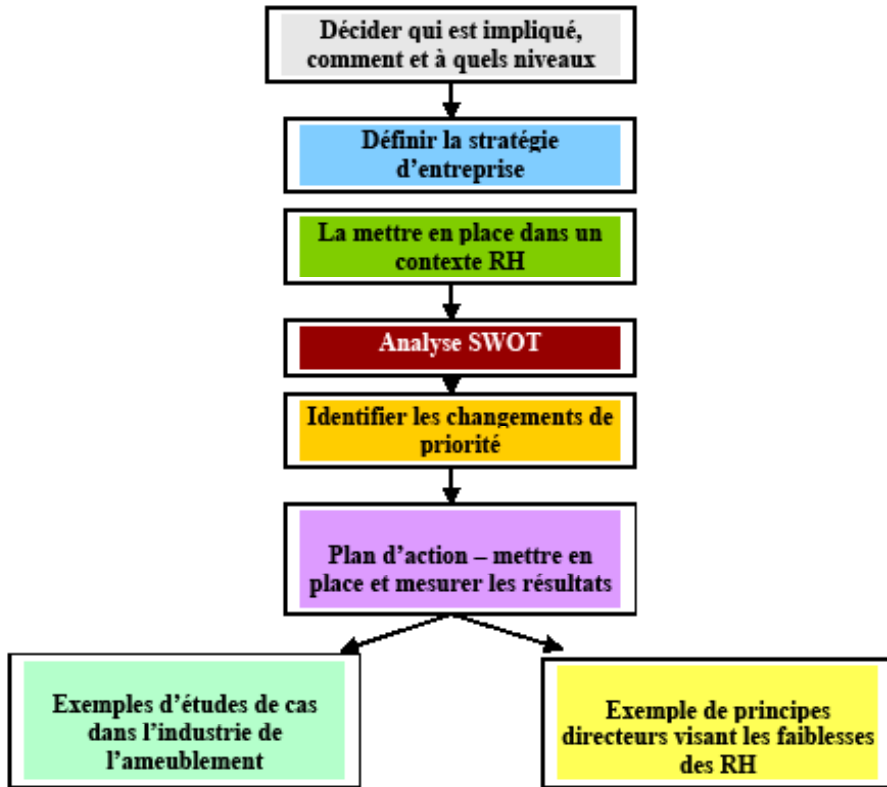 Décider qui est impliqué,
comment et à quels niveaux
Définir la stratégie
d’entreprise
La mettre en place dans un
contexte RH
Analyse SWOT
Identifier les changements de
priorité
Plan d’action – mettre en
place et mesurer les résultats
Exemples d’études de cas
dans l’industrie de
l’ameublement
Exemple de principes
directeurs visant les faiblesses
des RH